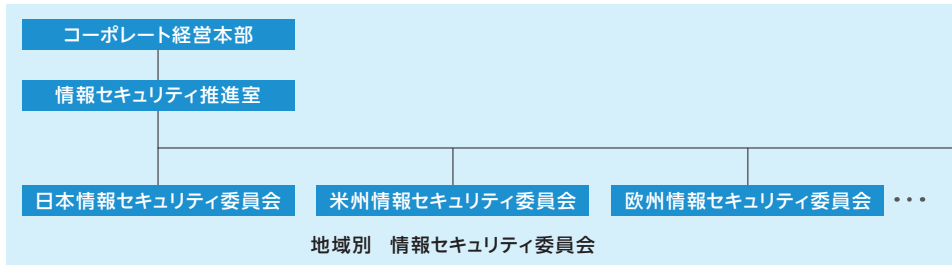 コーポレート経営本部
情報セキュリティ推進室
日本情報セキュリティ委員会
米州情報セキュリティ委員会
欧州情報セキュリティ委員会
・・・
地域別　情報セキュリティ委員会